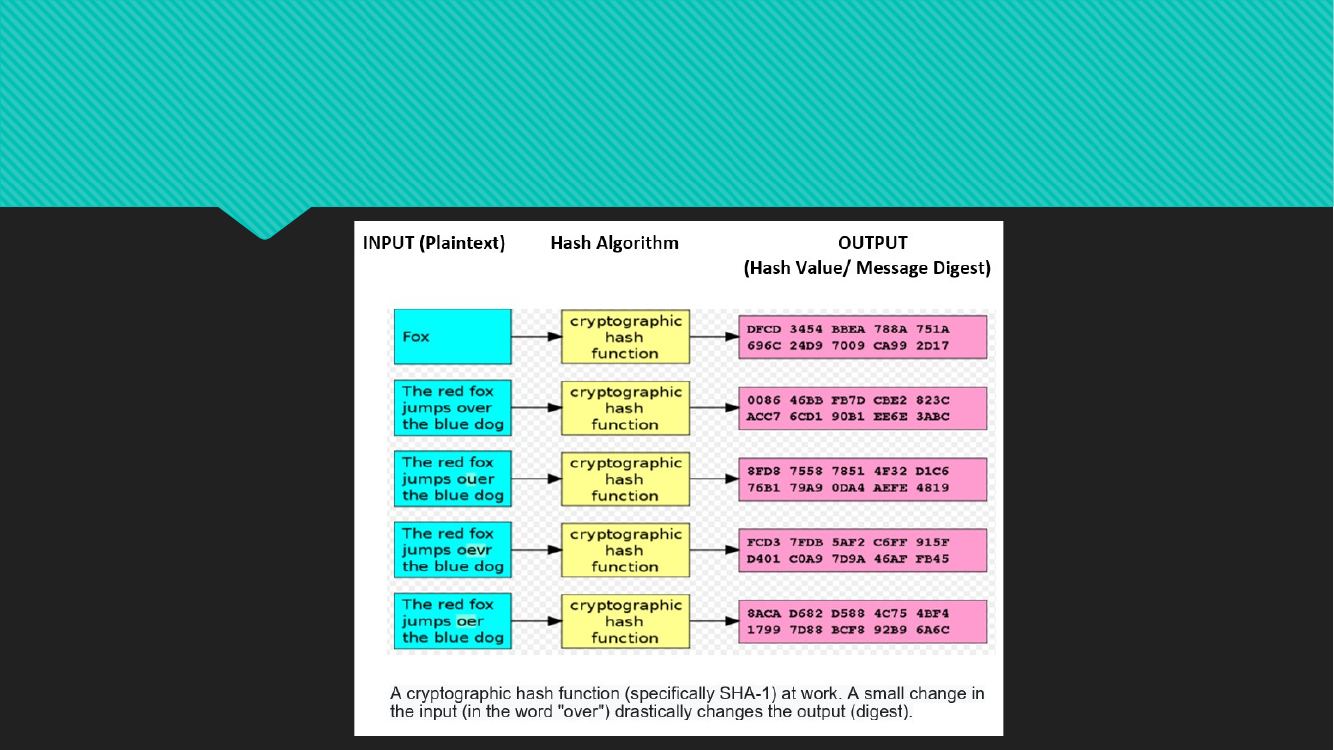 INPUT (Plaintext) Hash Algorithm OUTPUT
(Hash Value/ Message Digest)
Fox
cryptographic
hash
function
DFCD 3454 BBEA 788A 751A
696C 24D9 7009 CA99 2D17
The red fox
jumps over
the blue dog
cryptographic
hash
function
0086 46BB FB7D CBE2 823C
ACC7 6CD1 90B1 EE6E 3ABC
The red fox
jumps ouer
the blue dog
cryptographic
hash
function
8FD8 7558 7851 4F32 D1C6
76B1 79A9 0DA4 AEFE 4819
The red fox
jumps oevr
the blue dog
cryptographic
hash
function
FCD3 7FDB 5AF2 C6FF 915F
D401 C0A9 7D9A 46AF FB45
The red fox
jumps oer
the blue dog
cryptographic
hash
function
8ACA D682 D588 4C75 4BF4
1799 7D88 BCF8 92B9 6A6C
A cryptographic hash function (specifically SHA-1) at work. A small change in
the input (in the word "over") drastically changes the output (digest).